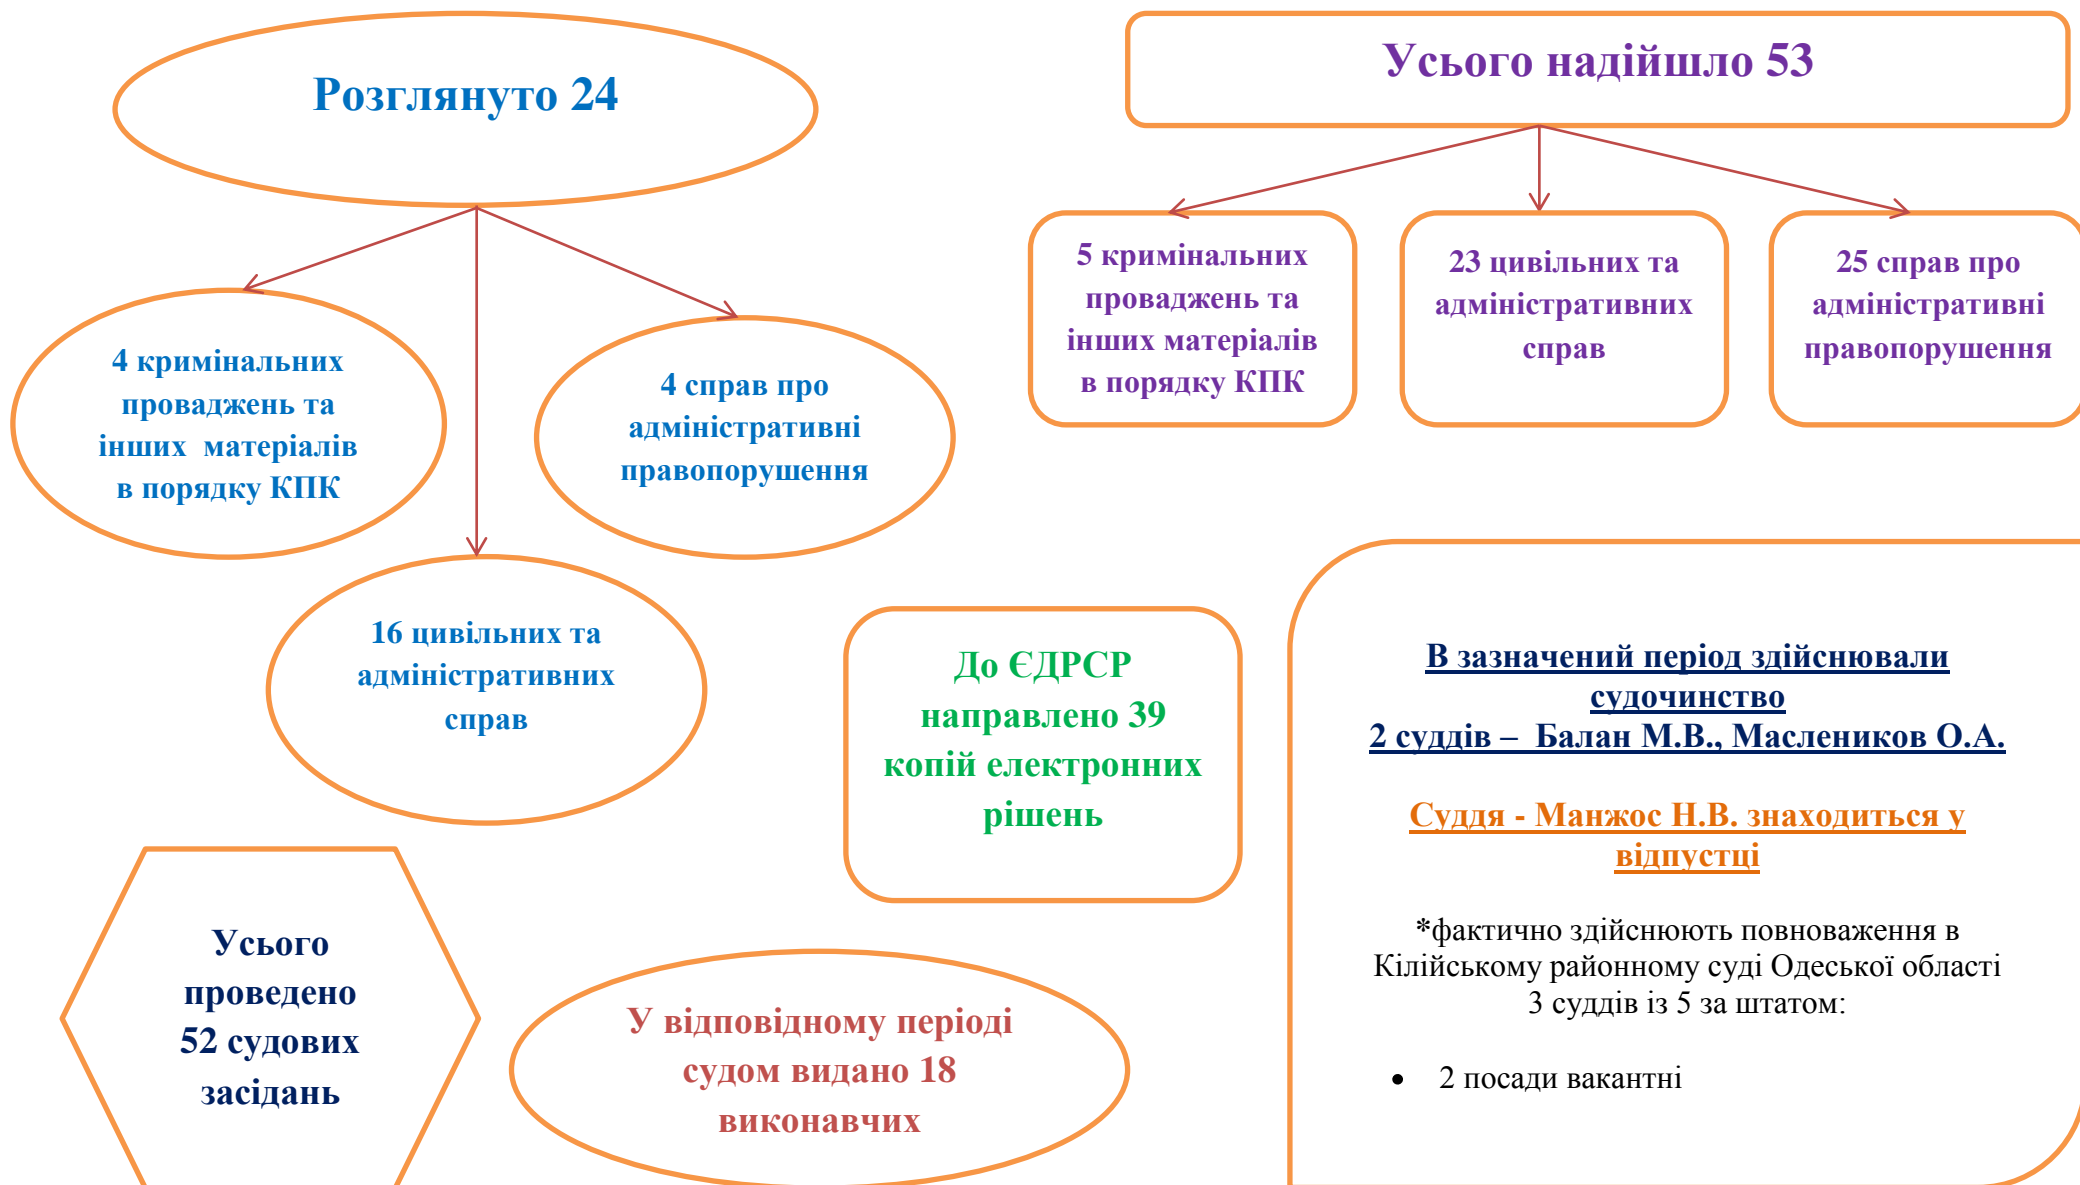 Розглянуто 24
Усього надійшло 53
4 кримінальних
проваджень та
інших  матеріалів
в порядку КПК
4 справ про
адміністративні
правопорушення
16 цивільних та
адміністративних
справ
5 кримінальних
проваджень та
інших матеріалів
в порядку КПК
23 цивільних та
адміністративних
справ
25 справ про
адміністративні
правопорушення
До ЄДРСР
направлено 39
копій електронних
рішень
В зазначений період здійснювали
судочинство
2 суддів –  Балан М.В., Маслеников О.А.
Суддя - Манжос Н.В. знаходиться у
відпустці
*фактично здійснюють повноваження в
Кілійському районному суді Одеської області
3 суддів із 5 за штатом:
• 2 посади вакантні
Усього
проведено
52 судових
засідань
У відповідному періоді
судом видано 18
виконавчих